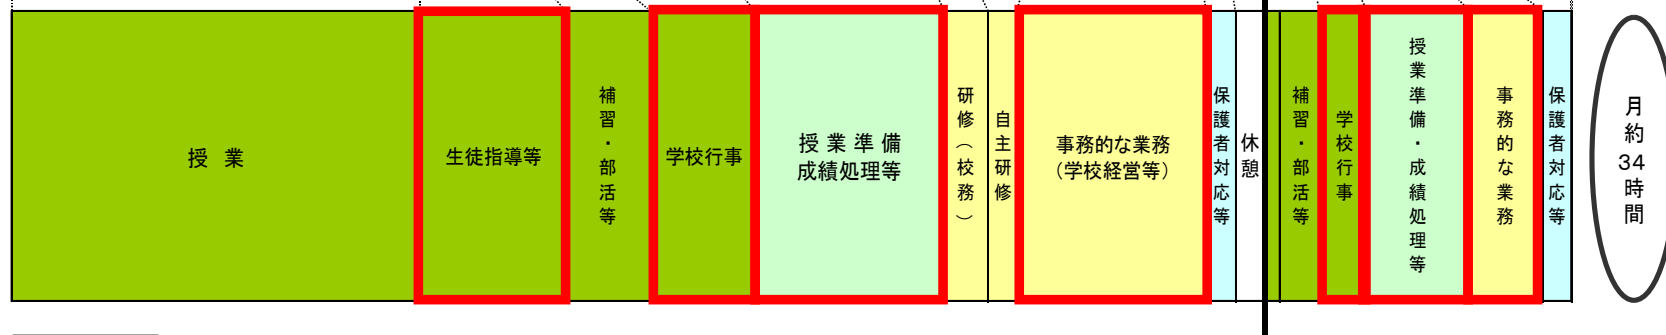 授 業
生徒指導等
補習・部活等
学校行事
授 業 準 備
成績処理等
研修（校務）
自主研修
事務的な業務
（学校経営等）
保護者対応等
休憩
補習・部活等
学校行事
授業準備・成績処理等
事務的な業務
保護者対応等
月約34時間